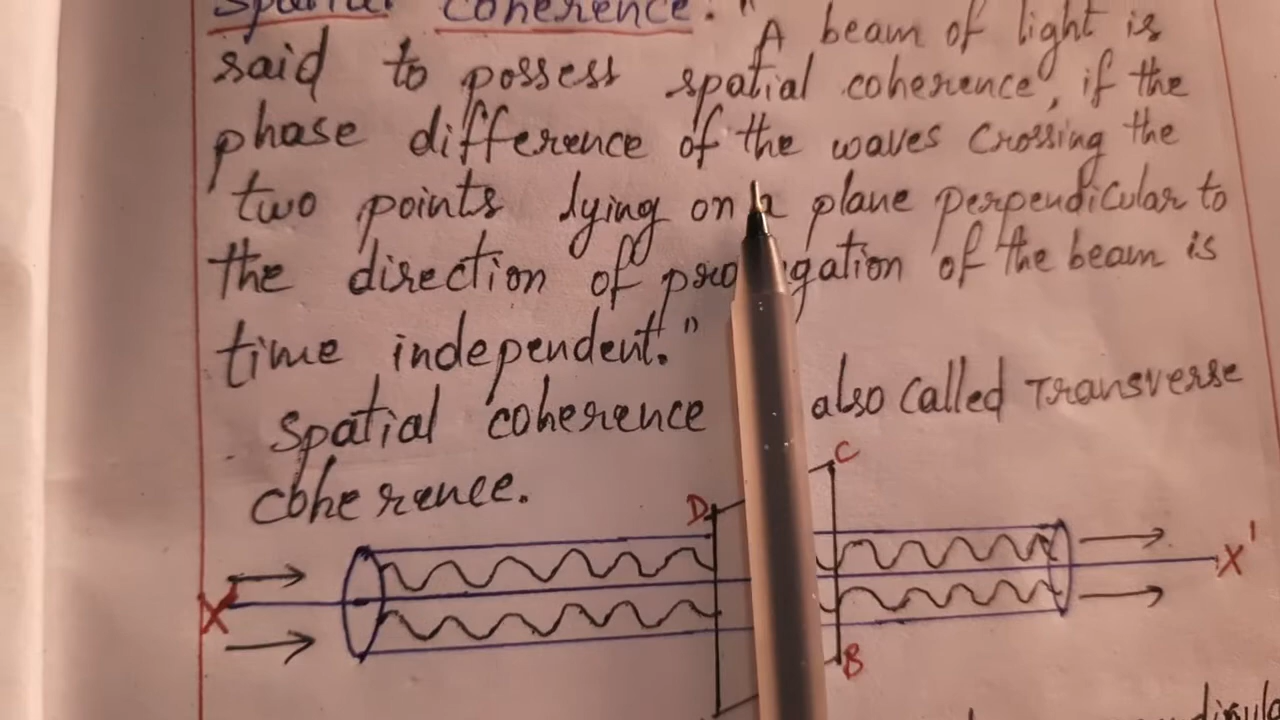 Spatial Coherence: "A beam of light is
said to possess spatial coherence, if the
phase difference of the waves crossing the
two points lying on a plane perpendicular to
the direction of propagation of the beam is
time independent."
Spatial coherence also called Transverse
coherence.
C
D
X X'
B